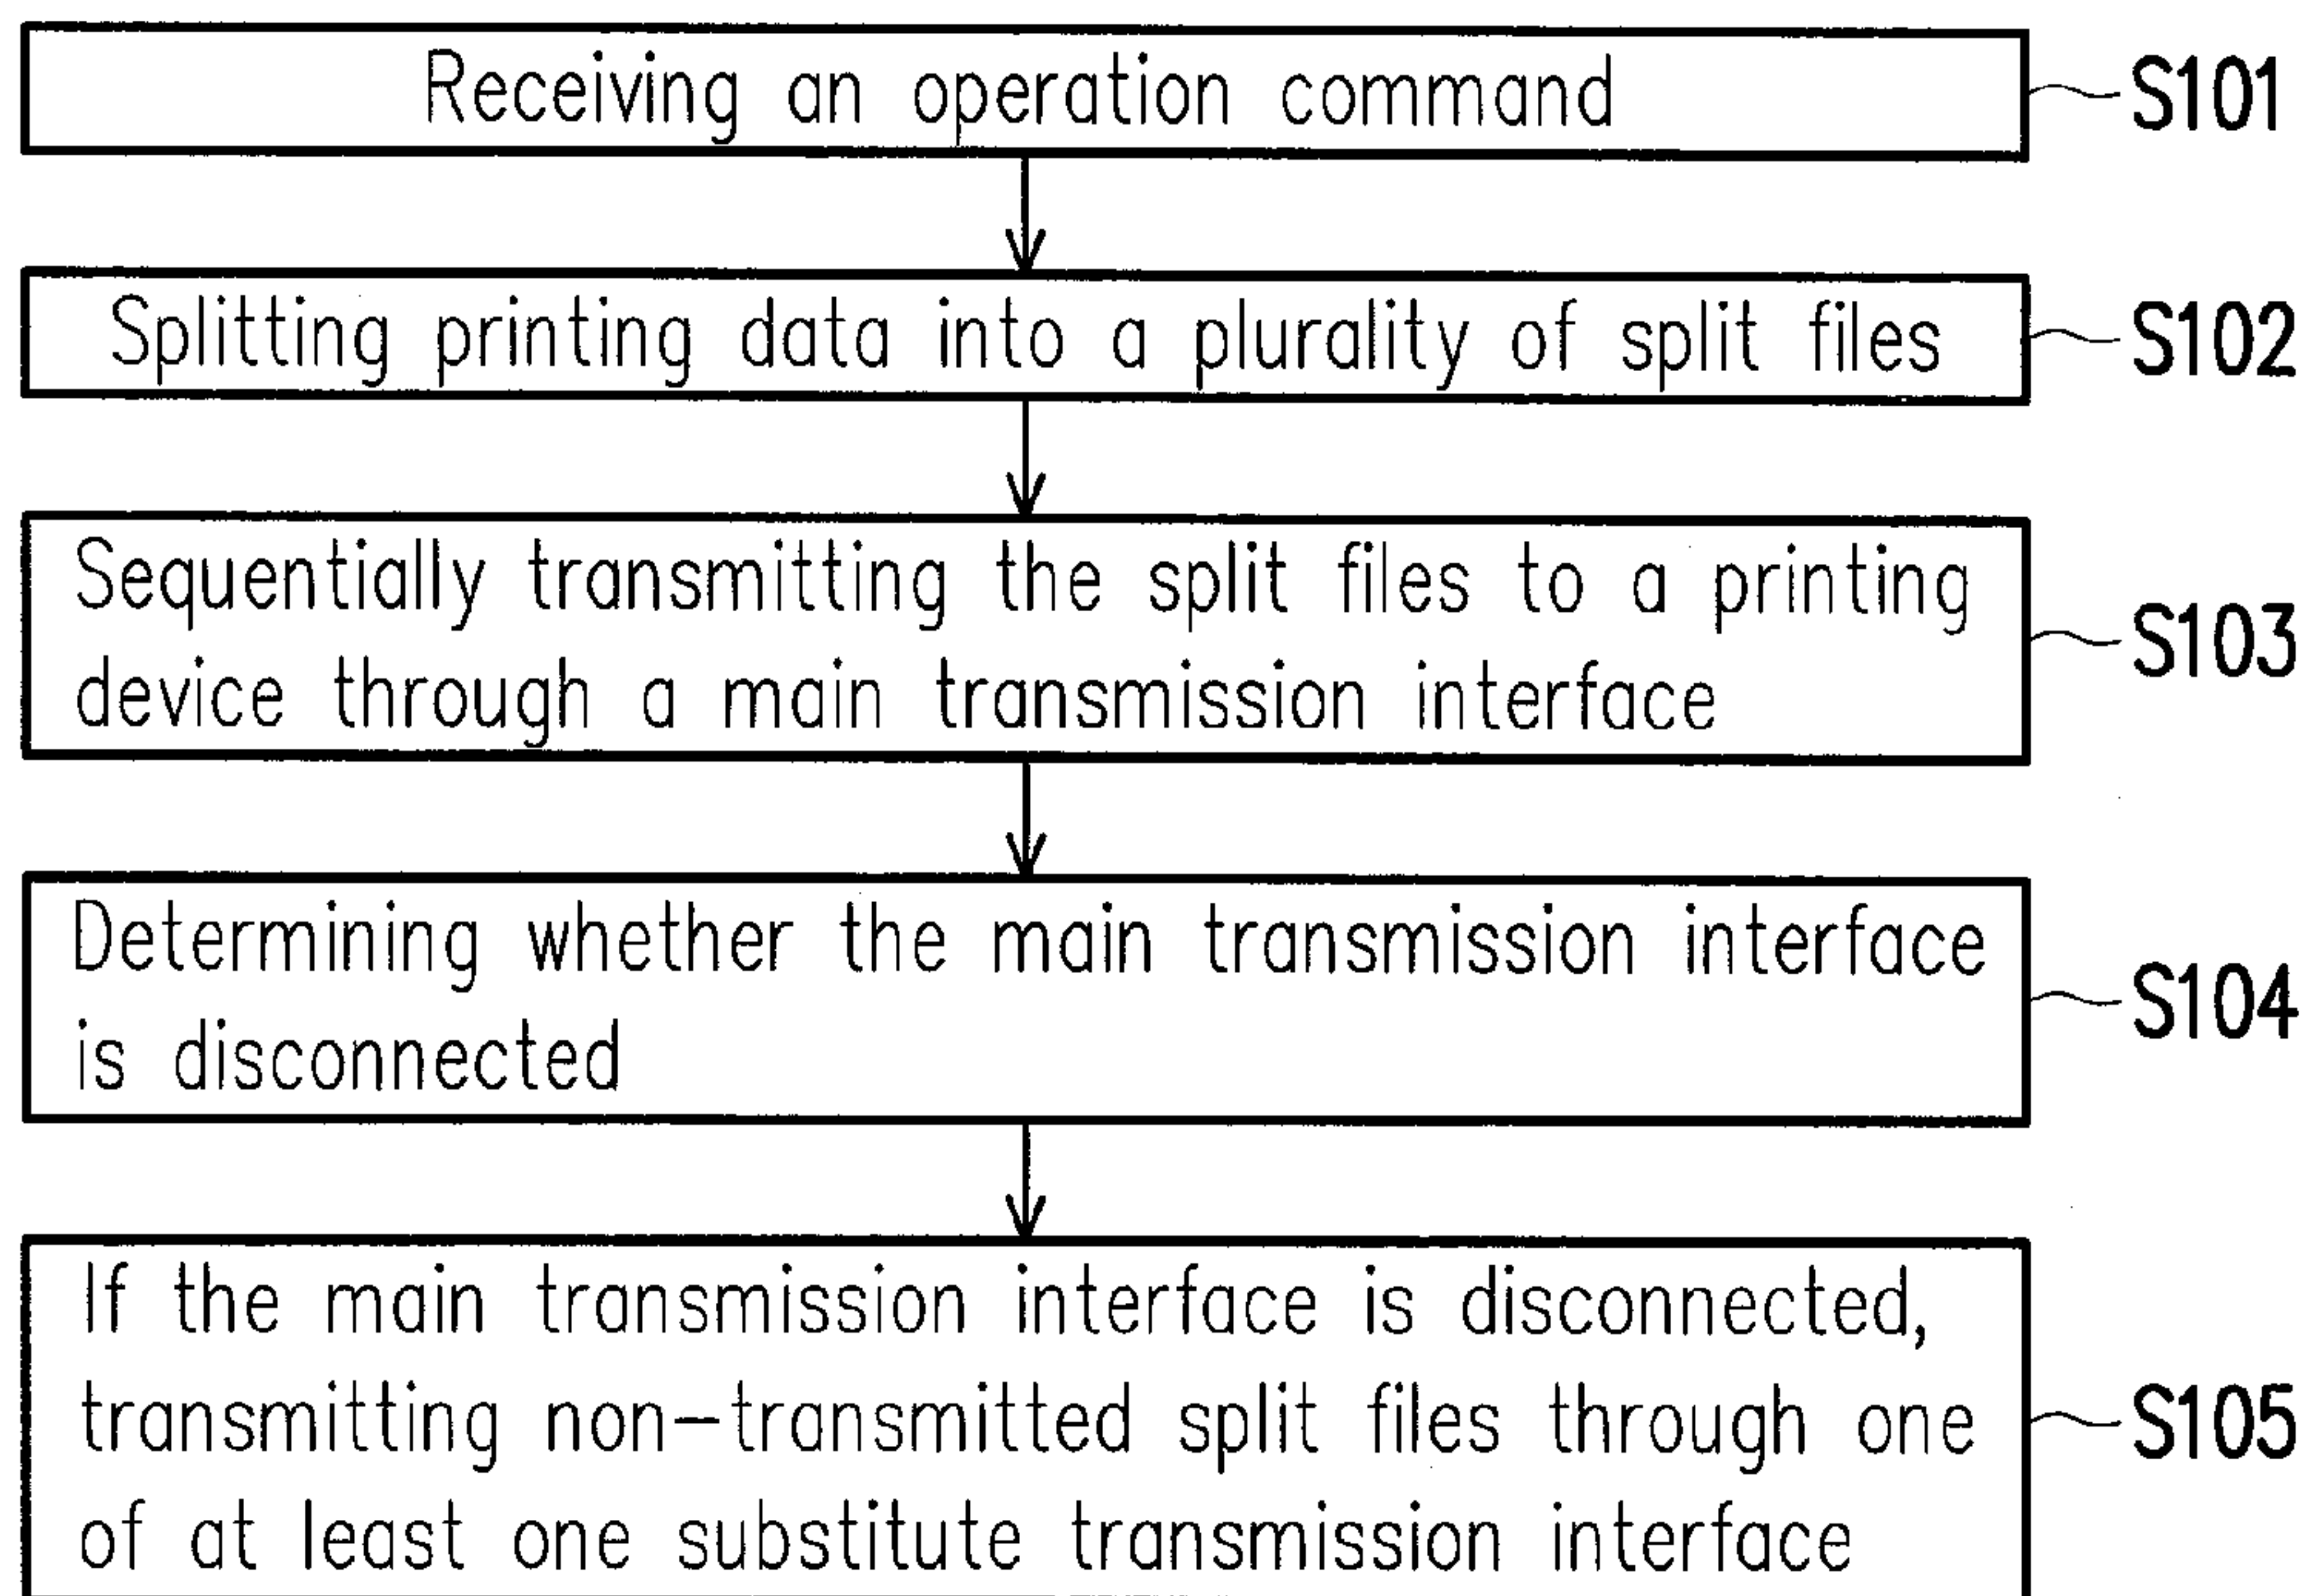 Receiving an operation command
S101
Splitting printing data into a plurality of split files
S102
Sequentially transmitting the split files to a printing
device through a main transmission interface
S103
Determining whether the main transmission interface
is disconnected
S104
If the main transmission interface is disconnected,
transmitting non-transmitted split files through one
of at least one substitute transmission interface
S105